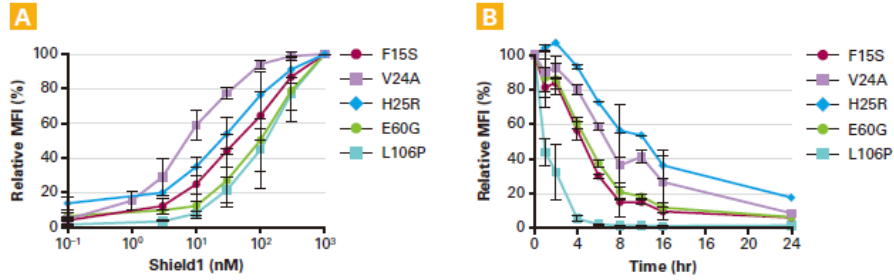 A
Relative MFI (%)
100
80
60
40
20
0
10⁻¹ 10⁰ 10¹ 10² 10³
Shield1 (nM)
F15S
V24A
H25R
E60G
L106P
B
Relative MFI (%)
100
80
60
40
20
0
0 4 8 12 16 24
Time (hr)
F15S
V24A
H25R
E60G
L106P